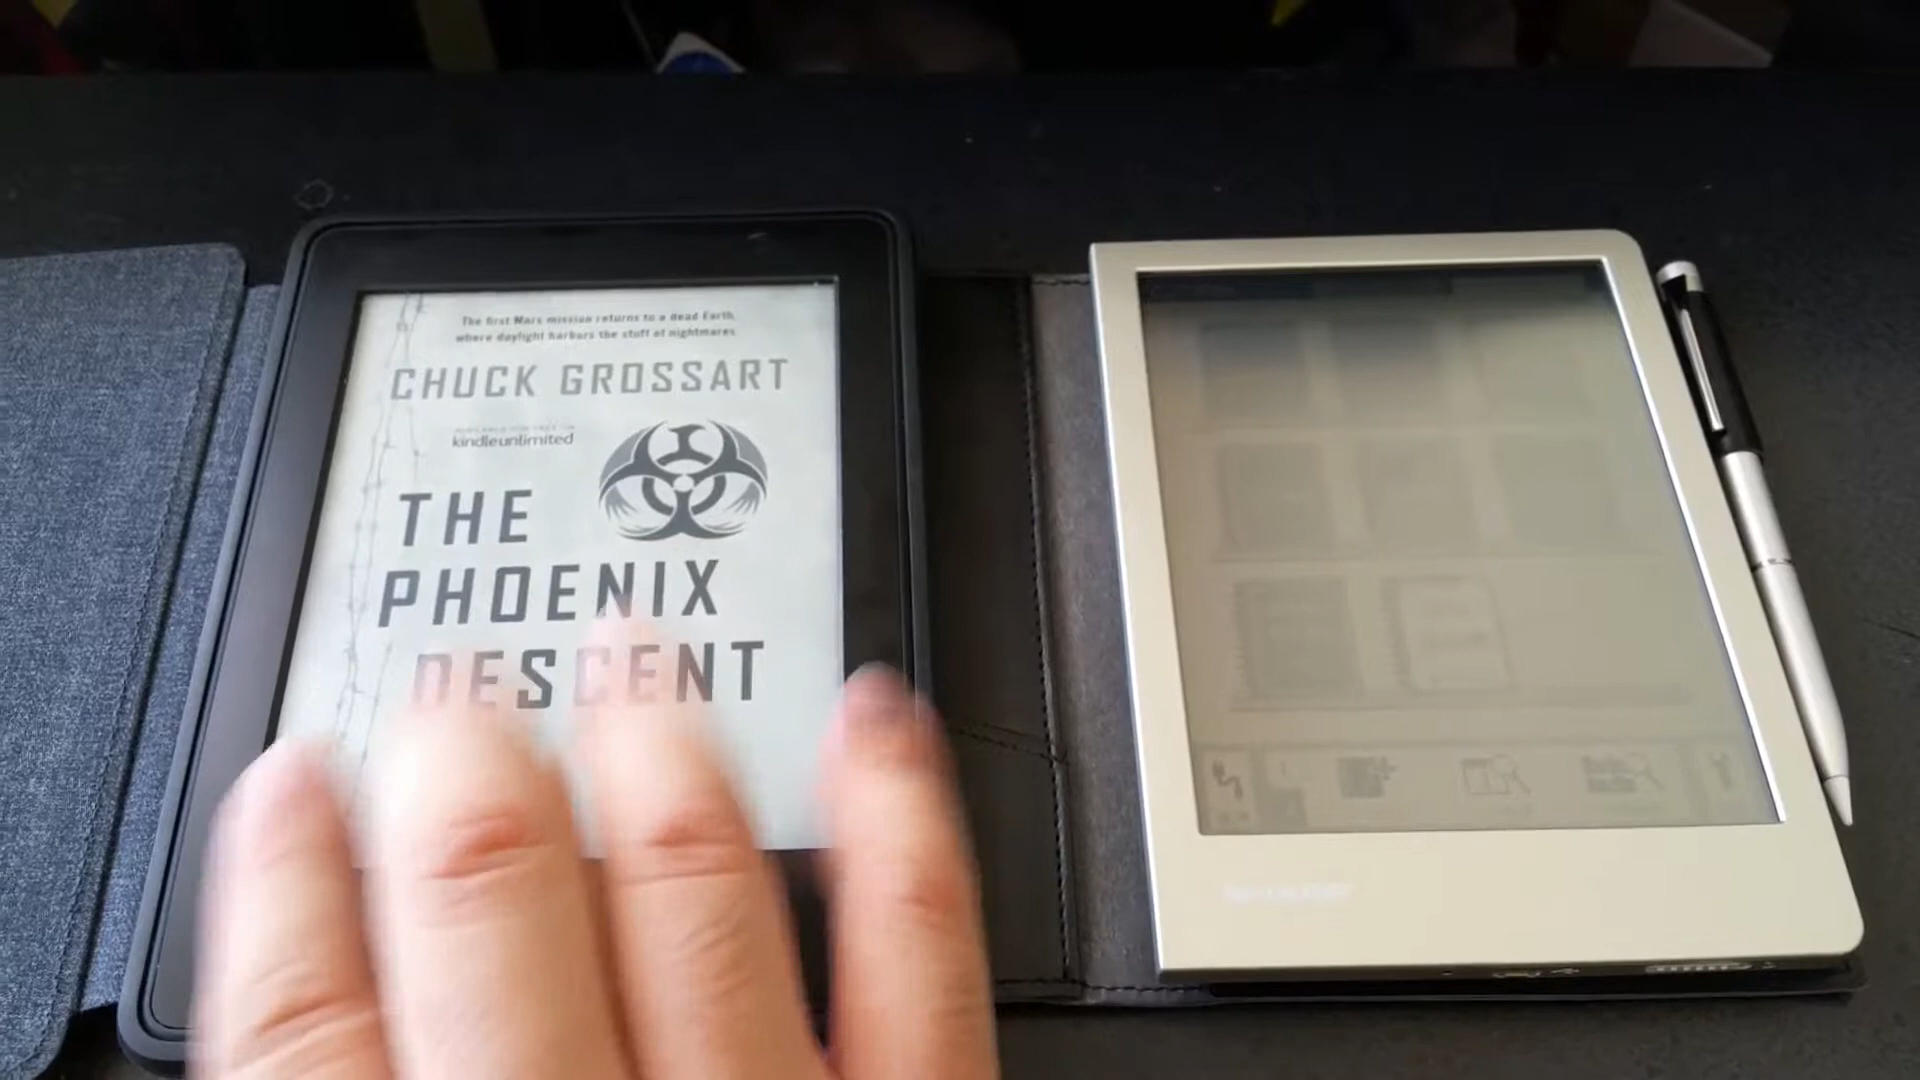 The first Mars mission returns to a dead Earth,
where daylight harbors the stuff of nightmares
CHUCK GROSSART
kindleunlimited
THE
PHOENIX
DESCENT